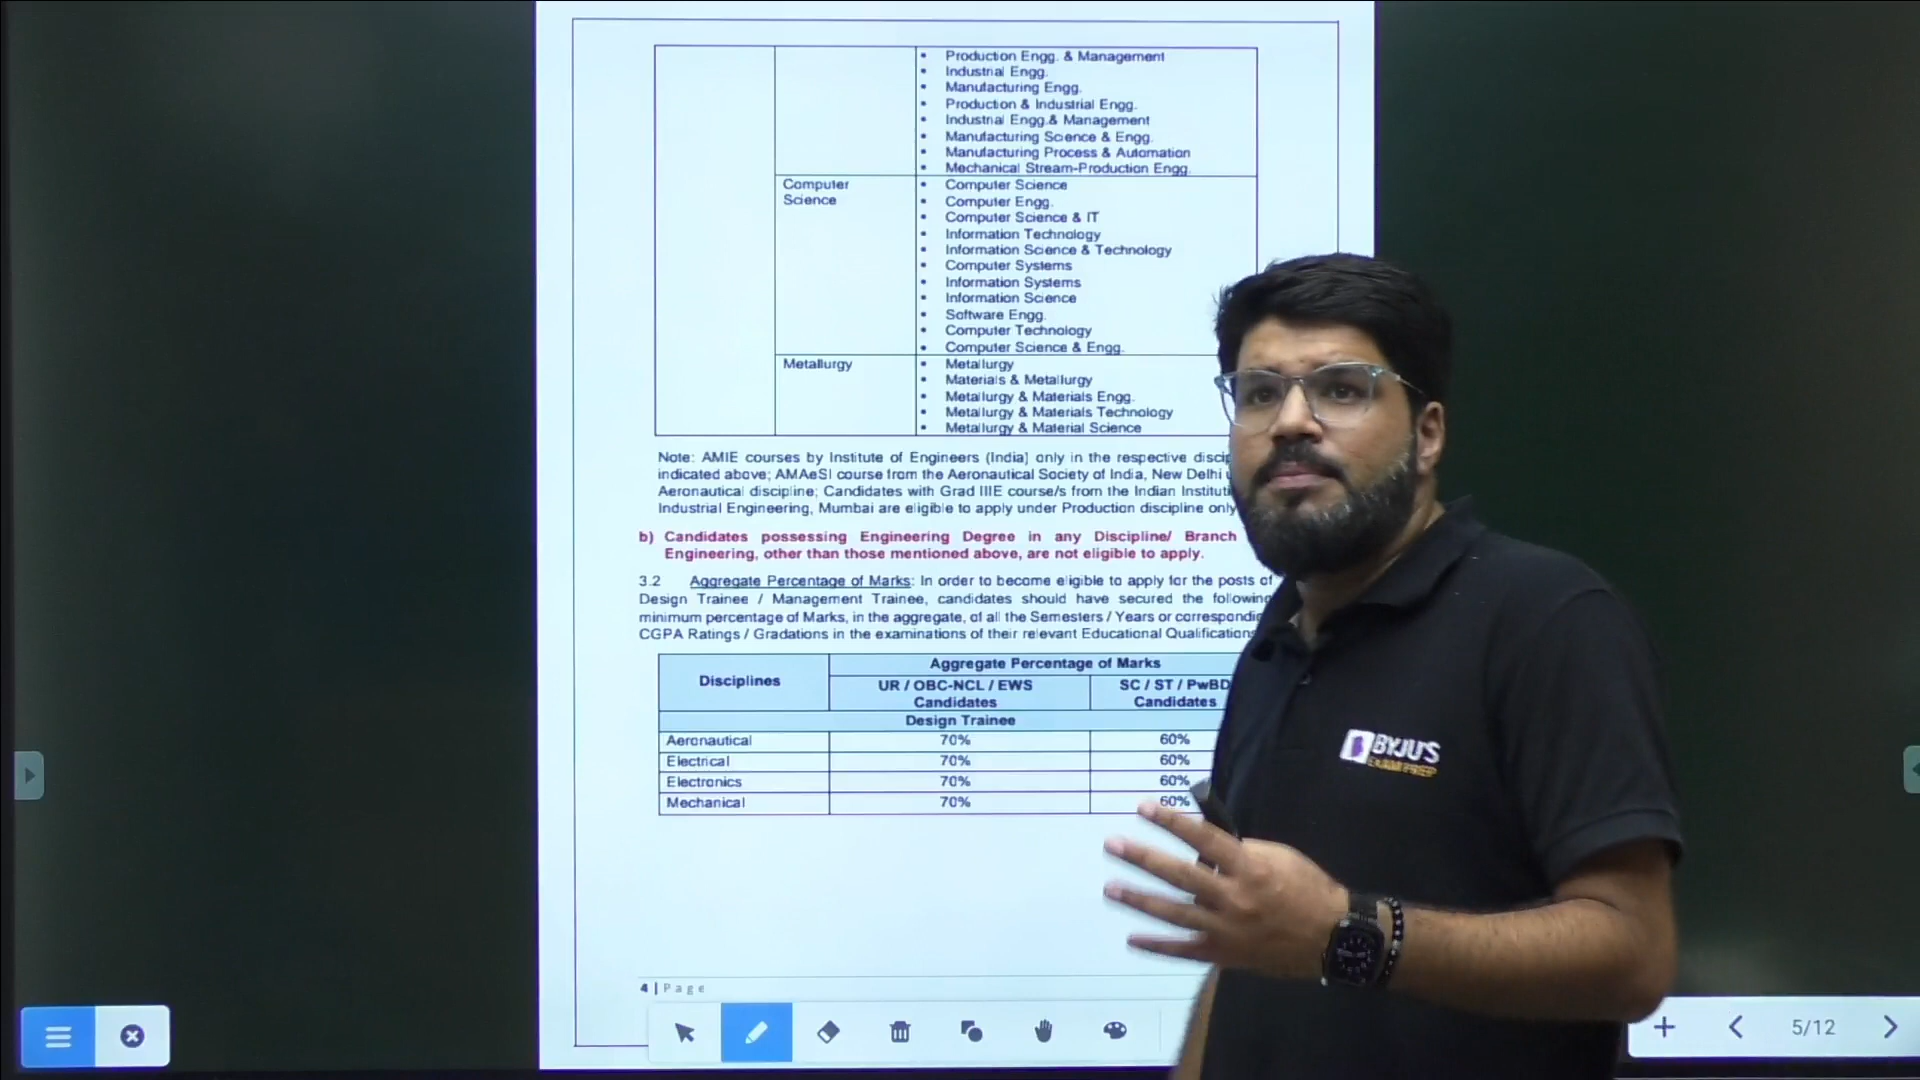 • Production Engg. & Management
• Industrial Engg.
• Manufacturing Engg.
• Production & Industrial Engg.
• Industrial Engg.& Management
• Manufacturing Science & Engg.
• Manufacturing Process & Automation
• Mechanical Stream-Production Engg.
Computer Science
• Computer Science
• Computer Engg.
• Computer Science & IT
• Information Technology
• Information Science & Technology
• Computer Systems
• Information Systems
• Information Science
• Software Engg.
• Computer Technology
• Computer Science & Engg.
Metallurgy
• Metallurgy
• Materials & Metallurgy
• Metallurgy & Materials Engg.
• Metallurgy & Materials Technology
• Metallurgy & Material Science
Note: AMIE courses by Institute of Engineers (India) only in the respective
indicated above; AMAeSI course from the Aeronautical Society of India, New Delhi
Aeronautical discipline; Candidates with Grad IIIE course/s from the Indian
Industrial Engineering, Mumbai are eligible to apply under Production discipline only
b) Candidates possessing Engineering Degree in any Discipline/ Branch
Engineering, other than those mentioned above, are not eligible to apply.
3.2 Aggregate Percentage of Marks: In order to become eligible to apply for the posts of
Design Trainee / Management Trainee, candidates should have secured the following
minimum percentage of Marks, in the aggregate, of all the Semesters / Years or
CGPA Ratings / Gradations in the examinations of their relevant Educational Qualifications
Disciplines
Aggregate Percentage of Marks
UR / OBC-NCL / EWS Candidates
SC / ST / PwBD Candidates
Design Trainee
Aeronautical 70% 60%
Electrical 70% 60%
Electronics 70% 60%
Mechanical 70% 60%
4 | Page
BYJU'S
EXAM PREP
5/12